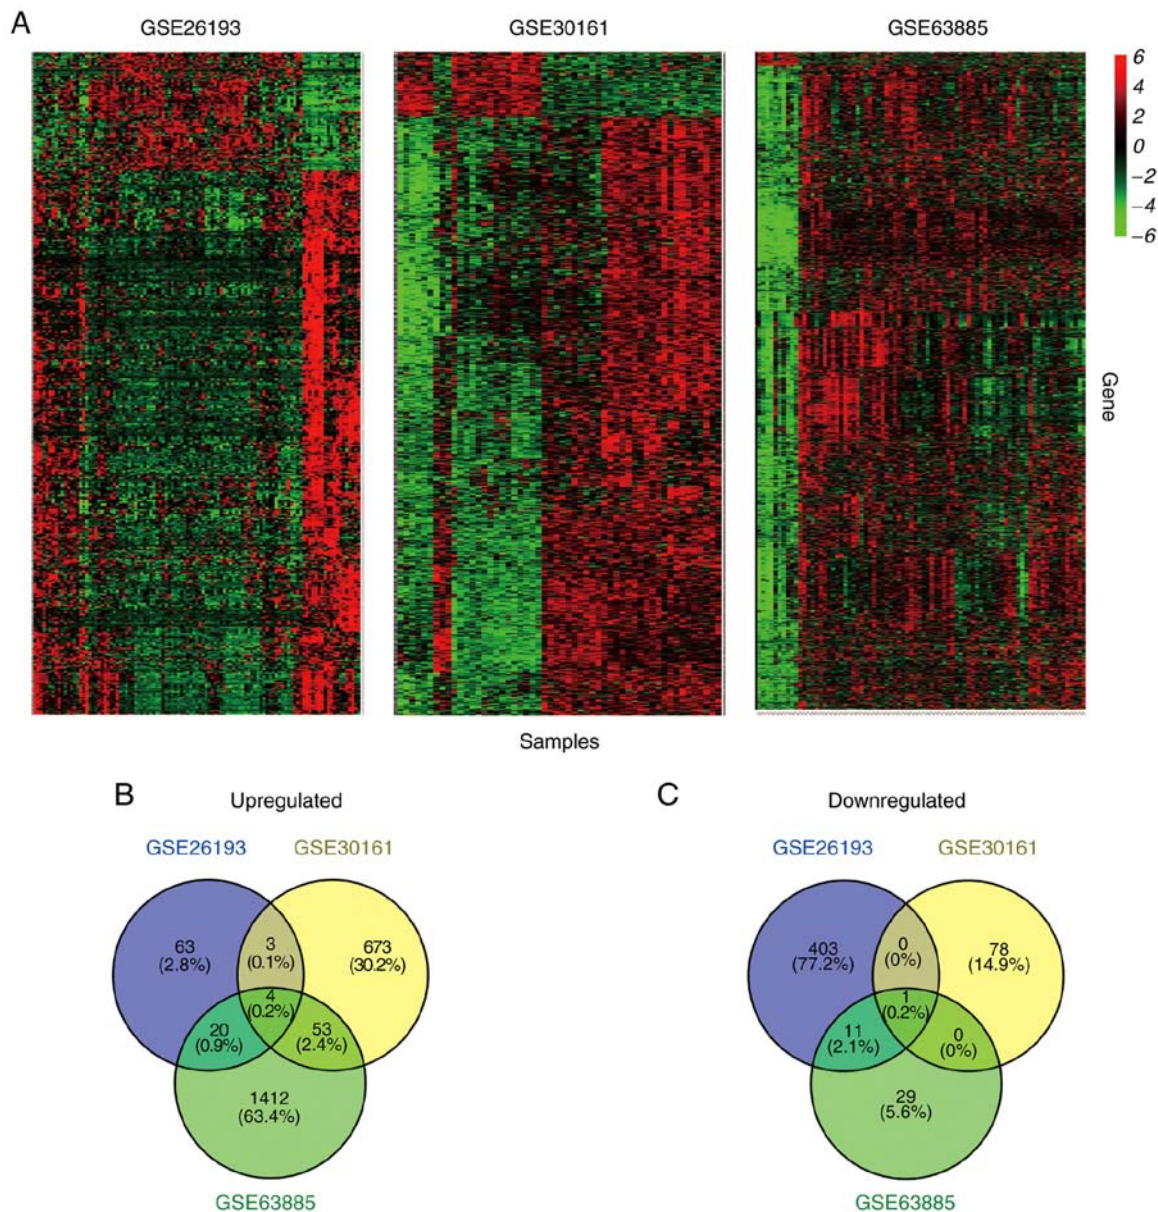 A
GSE26193
GSE30161
GSE63885
6
4
2
0
−2
−4
−6
Gene
Samples
B
Upregulated
GSE26193
GSE30161
63
(2.8%)
3
(0.1%)
673
(30.2%)
4
(0.2%)
20
(0.9%)
53
(2.4%)
1412
(63.4%)
GSE63885
C
Downregulated
GSE26193
GSE30161
403
(77.2%)
0
(0%)
78
(14.9%)
1
(0.2%)
11
(2.1%)
0
(0%)
29
(5.6%)
GSE63885